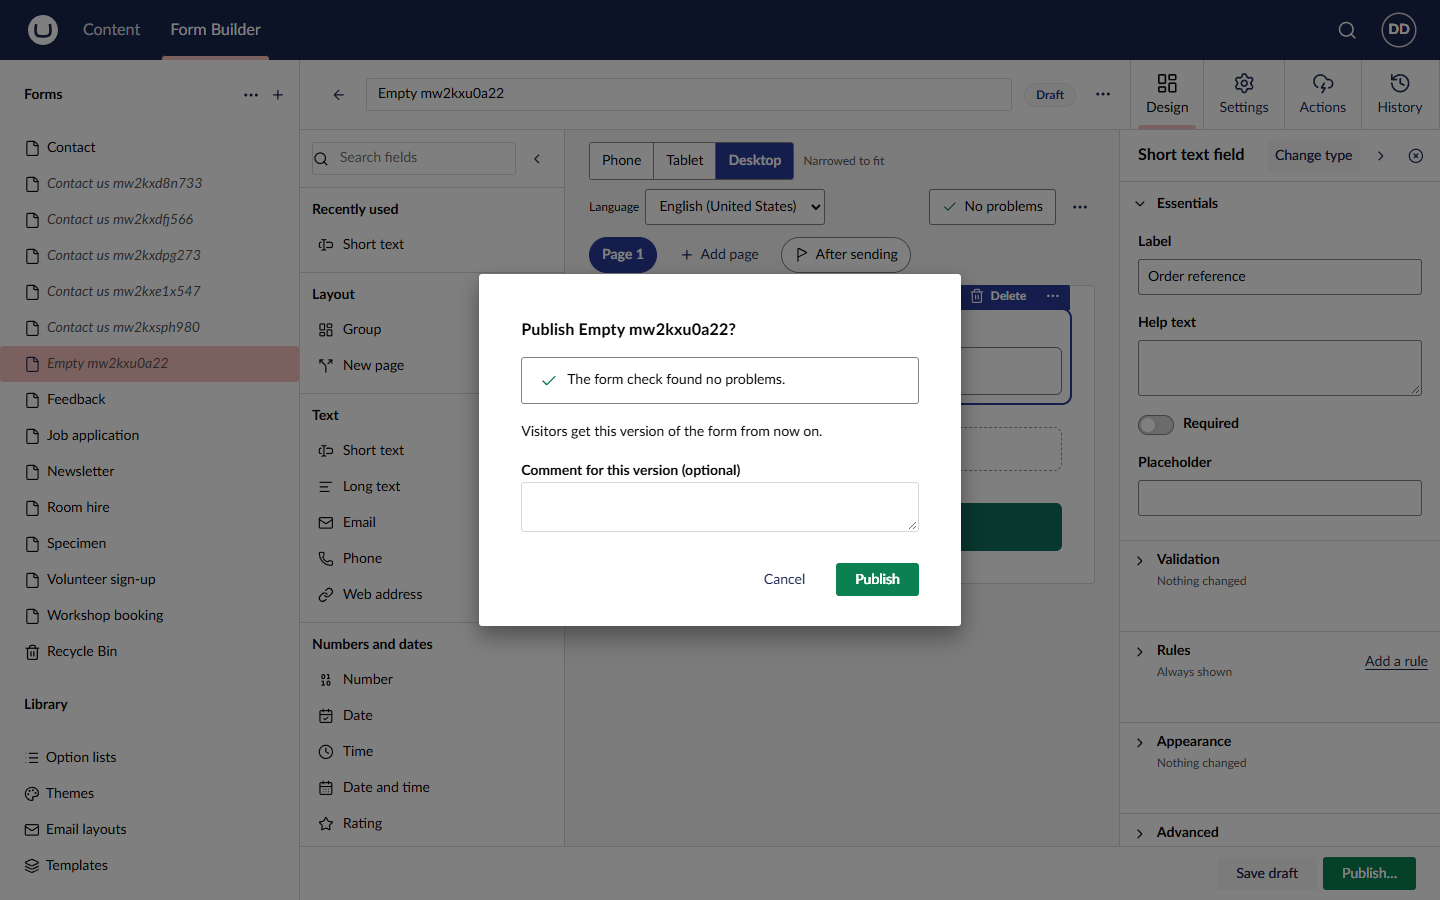 Content
Form Builder
DD
Forms
Contact
Contact us mw2kxd8n733
Contact us mw2kxdfj566
Contact us mw2kxdpg273
Contact us mw2kxe1x547
Contact us mw2kxsph980
Empty mw2kxu0a22
Feedback
Job application
Newsletter
Room hire
Specimen
Volunteer sign-up
Workshop booking
Recycle Bin
Library
Option lists
Themes
Email layouts
Templates
Empty mw2kxu0a22
Draft
Design
Settings
Actions
History
Search fields
Recently used
Short text
Layout
Group
New page
Text
Short text
Long text
Email
Phone
Web address
Numbers and dates
Number
Date
Time
Date and time
Rating
Phone
Tablet
Desktop
Narrowed to fit
Language
English (United States)
No problems
Page 1
Add page
After sending
Delete
Publish Empty mw2kxu0a22?
The form check found no problems.
Visitors get this version of the form from now on.
Comment for this version (optional)
Cancel
Publish
Short text field
Change type
Essentials
Label
Order reference
Help text
Required
Placeholder
Validation
Nothing changed
Rules
Always shown
Add a rule
Appearance
Nothing changed
Advanced
Save draft
Publish...